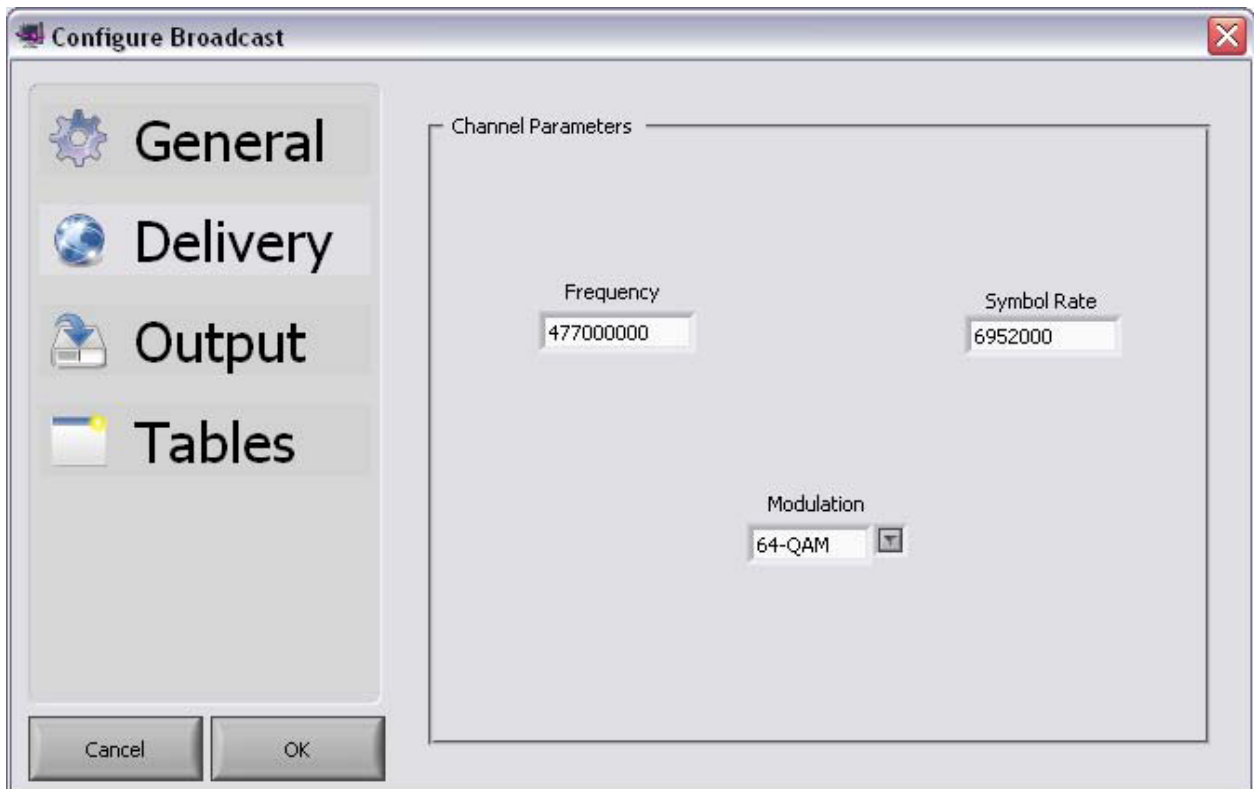 Configure Broadcast
General
Delivery
Output
Tables
Cancel
OK
Channel Parameters
Frequency
477000000
Symbol Rate
6952000
Modulation
64-QAM